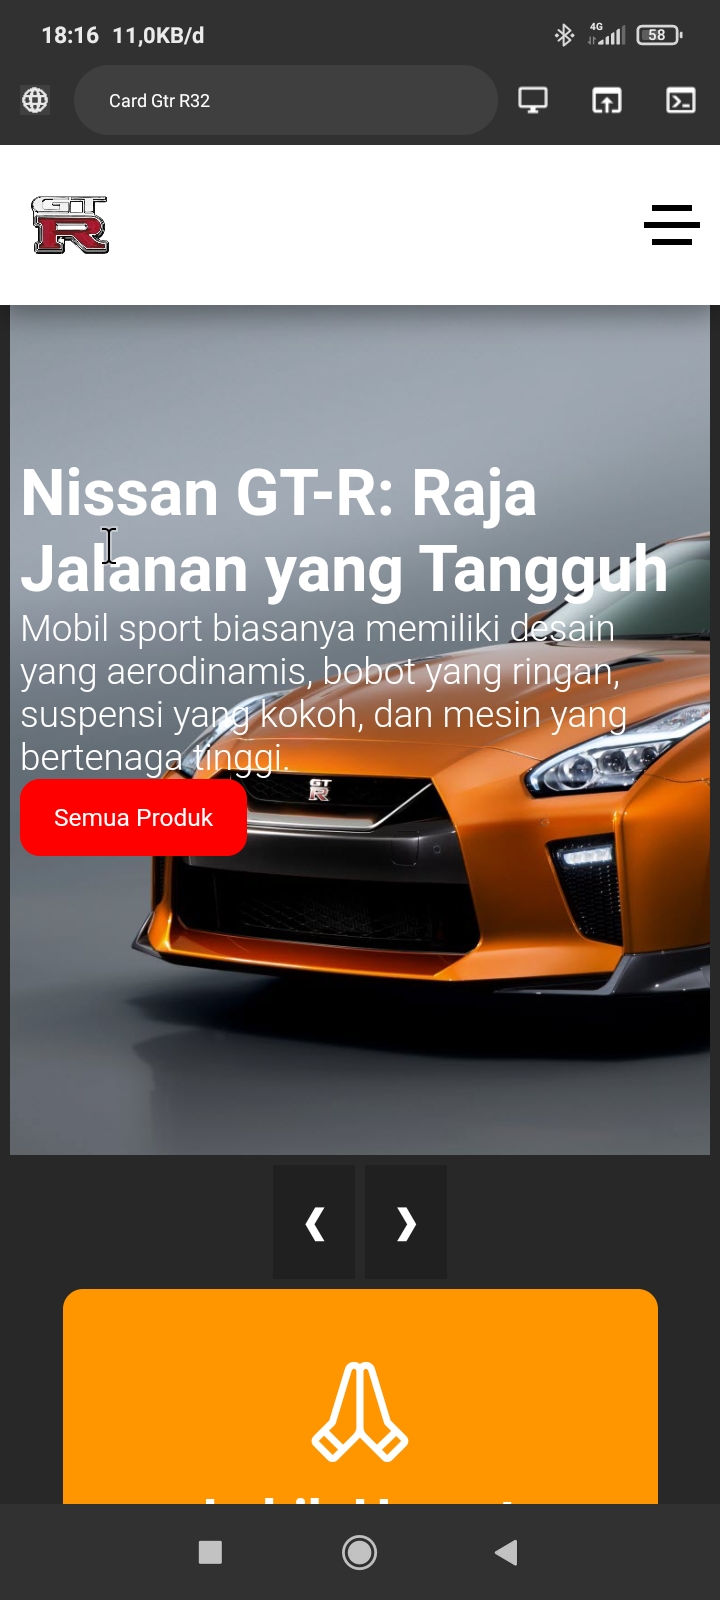 18:16 11,0KB/d 4G 58
Card Gtr R32
GT
R
Nissan GT-R: Raja
Jalanan yang Tangguh
Mobil sport biasanya memiliki desain
yang aerodinamis, bobot yang ringan,
suspensi yang kokoh, dan mesin yang
bertenaga tinggi.
GT
R
Semua Produk
❮ ❯